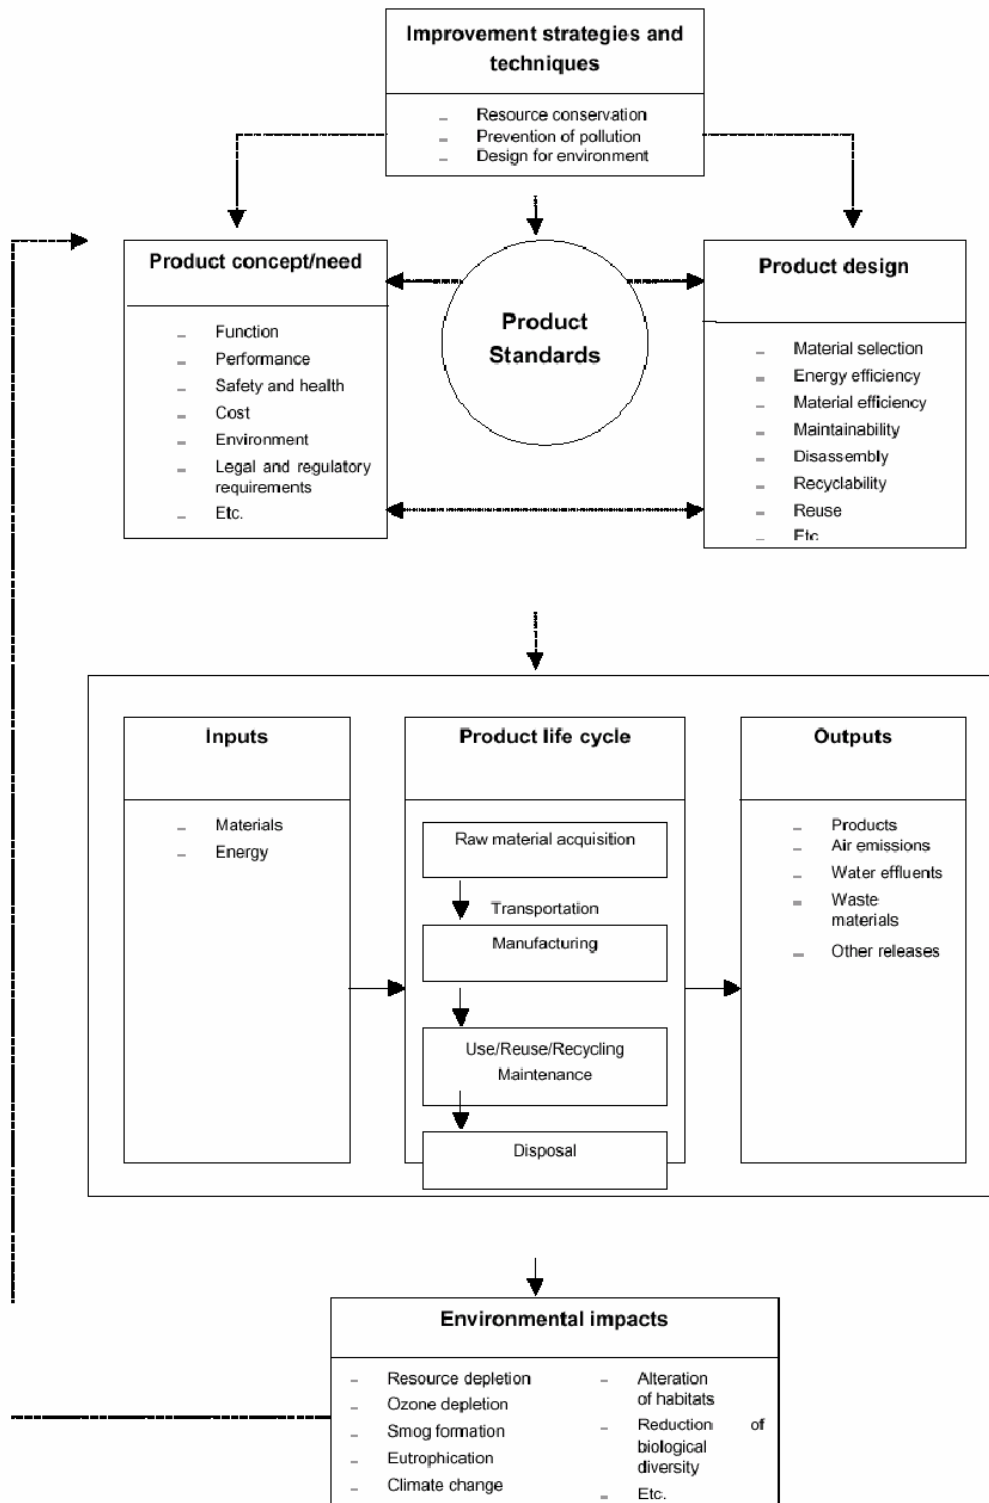 Improvement strategies and
techniques
– Resource conservation
– Prevention of pollution
– Design for environment
Product concept/need
– Function
– Performance
– Safety and health
– Cost
– Environment
– Legal and regulatory
requirements
– Etc.
Product
Standards
Product design
– Material selection
– Energy efficiency
– Material efficiency
– Maintainability
– Disassembly
– Recyclability
– Reuse
– Etc
Inputs
– Materials
– Energy
Product life cycle
Raw material acquisition
Transportation
Manufacturing
Use/Reuse/Recycling
Maintenance
Disposal
Outputs
– Products
– Air emissions
– Water effluents
– Waste
materials
– Other releases
Environmental impacts
– Resource depletion
– Ozone depletion
– Smog formation
– Eutrophication
– Climate change
– Alteration
of habitats
– Reduction of
biological
diversity
– Etc.